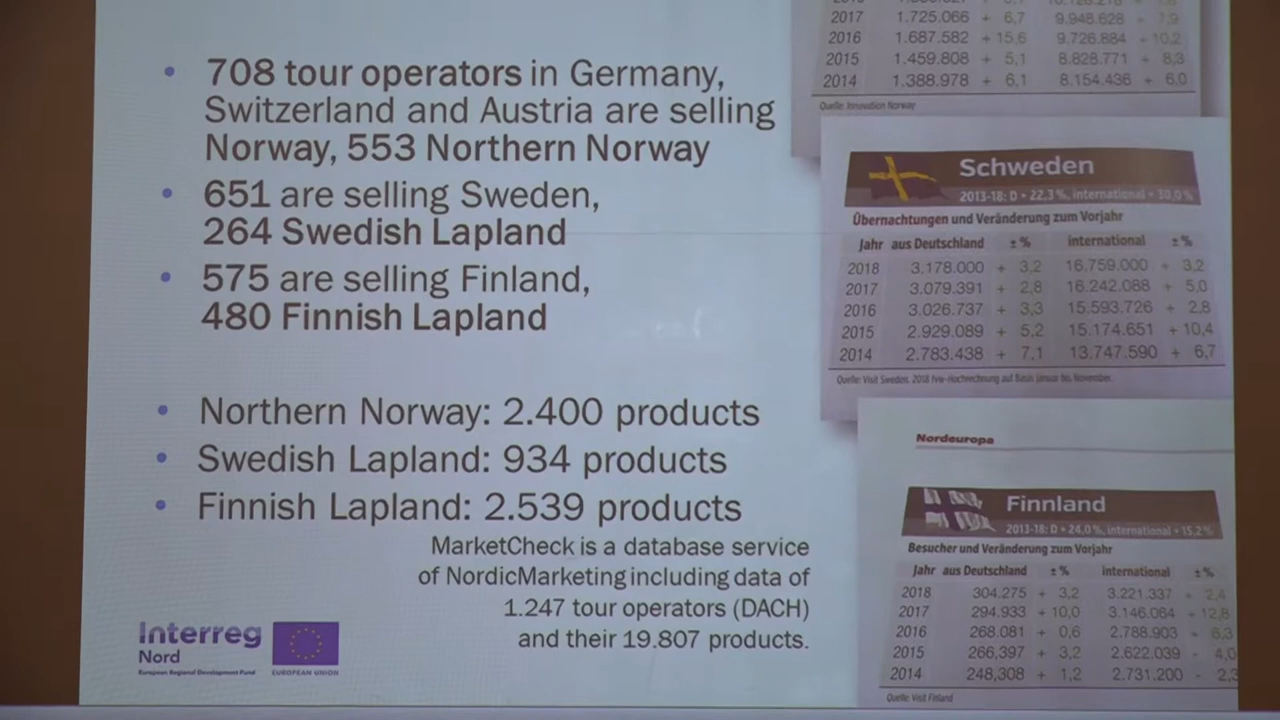 • 708 tour operators in Germany,
Switzerland and Austria are selling
Norway, 553 Northern Norway
• 651 are selling Sweden,
264 Swedish Lapland
• 575 are selling Finland,
480 Finnish Lapland
• Northern Norway: 2.400 products
• Swedish Lapland: 934 products
• Finnish Lapland: 2.539 products
MarketCheck is a database service
of NordicMarketing including data of
1.247 tour operators (DACH)
and their 19.807 products.
Interreg
Nord
European Regional Development Fund
EUROPEAN UNION
2017 1.725.066 + 6,7 9.948.628
2016 1.687.582 + 15,6 9.726.884 + 10,2
2015 1.459.808 + 5,1 8.828.771 + 8,3
2014 1.388.978 + 6,1 8.154.436 + 6,0
Quelle: Innovation Norway
Schweden
2013-18: D + 22,3 %, international + 30,0 %
Übernachtungen und Veränderung zum Vorjahr
Jahr aus Deutschland ± % international ± %
2018 3.178.000 + 3,2 16.759.000 + 3,2
2017 3.079.391 + 2,8 16.242.088 + 5,0
2016 3.026.737 + 3,3 15.593.726 + 2,8
2015 2.929.089 + 5,2 15.174.651 + 10,4
2014 2.783.438 + 7,1 13.747.590 + 6,7
Quelle: Visit Sweden, 2018 fvw-Hochrechnung auf Basis Januar bis November.
Nordeuropa
Finnland
2013-18: D + 24,0 %, international + 15,2 %
Besucher und Veränderung zum Vorjahr
Jahr aus Deutschland ± % international ± %
2018 304.275 + 3,2 3.221.337 2,4
2017 294.933 + 10,0 3.146.064 + 12,8
2016 268.081 + 0,6 2.788.903 6,3
2015 266,397 + 3,2 2.622.039 - 4,0
2014 248,308 + 1,2 2.731.200 - 2,3
Quelle: Visit Finland